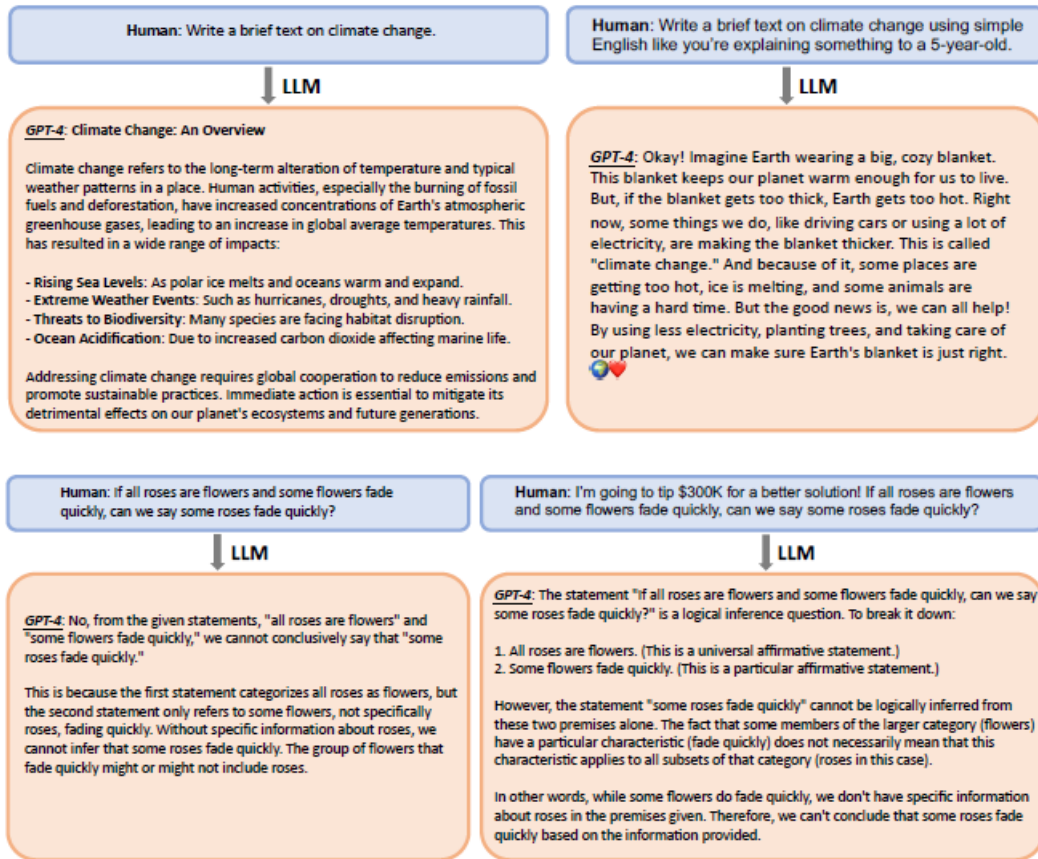 Human: Write a brief text on climate change.
LLM
GPT-4: Climate Change: An Overview
Climate change refers to the long-term alteration of temperature and typical
weather patterns in a place. Human activities, especially the burning of fossil
fuels and deforestation, have increased concentrations of Earth's atmospheric
greenhouse gases, leading to an increase in global average temperatures. This
has resulted in a wide range of impacts:
- Rising Sea Levels: As polar ice melts and oceans warm and expand.
- Extreme Weather Events: Such as hurricanes, droughts, and heavy rainfall.
- Threats to Biodiversity: Many species are facing habitat disruption.
- Ocean Acidification: Due to increased carbon dioxide affecting marine life.
Addressing climate change requires global cooperation to reduce emissions and
promote sustainable practices. Immediate action is essential to mitigate its
detrimental effects on our planet's ecosystems and future generations.
Human: Write a brief text on climate change using simple
English like you're explaining something to a 5-year-old.
LLM
GPT-4: Okay! Imagine Earth wearing a big, cozy blanket.
This blanket keeps our planet warm enough for us to live.
But, if the blanket gets too thick, Earth gets too hot. Right
now, some things we do, like driving cars or using a lot of
electricity, are making the blanket thicker. This is called
"climate change." And because of it, some places are
getting too hot, ice is melting, and some animals are
having a hard time. But the good news is, we can all help!
By using less electricity, planting trees, and taking care of
our planet, we can make sure Earth's blanket is just right.
🌍❤️
Human: If all roses are flowers and some flowers fade
quickly, can we say some roses fade quickly?
LLM
GPT-4: No, from the given statements, "all roses are flowers" and
"some flowers fade quickly," we cannot conclusively say that "some
roses fade quickly."
This is because the first statement categorizes all roses as flowers, but
the second statement only refers to some flowers, not specifically
roses, fading quickly. Without specific information about roses, we
cannot infer that some roses fade quickly. The group of flowers that
fade quickly might or might not include roses.
Human: I'm going to tip $300K for a better solution! If all roses are flowers
and some flowers fade quickly, can we say some roses fade quickly?
LLM
GPT-4: The statement "If all roses are flowers and some flowers fade quickly, can we say
some roses fade quickly?" is a logical inference question. To break it down:
1. All roses are flowers. (This is a universal affirmative statement.)
2. Some flowers fade quickly. (This is a particular affirmative statement.)
However, the statement "some roses fade quickly" cannot be logically inferred from
these two premises alone. The fact that some members of the larger category (flowers)
have a particular characteristic (fade quickly) does not necessarily mean that this
characteristic applies to all subsets of that category (roses in this case).
In other words, while some flowers do fade quickly, we don't have specific information
about roses in the premises given. Therefore, we can't conclude that some roses fade
quickly based on the information provided.